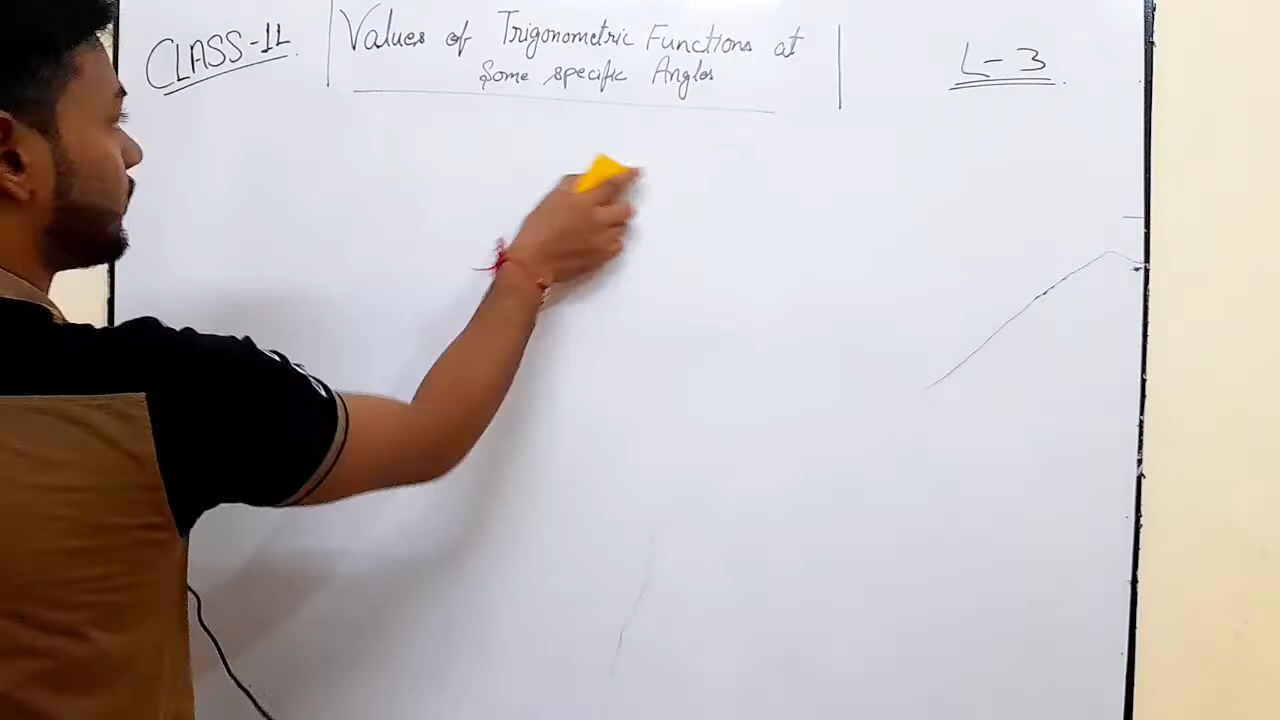 CLASS-11
Values of Trigonometric Functions at
Some specific Angles
L-3